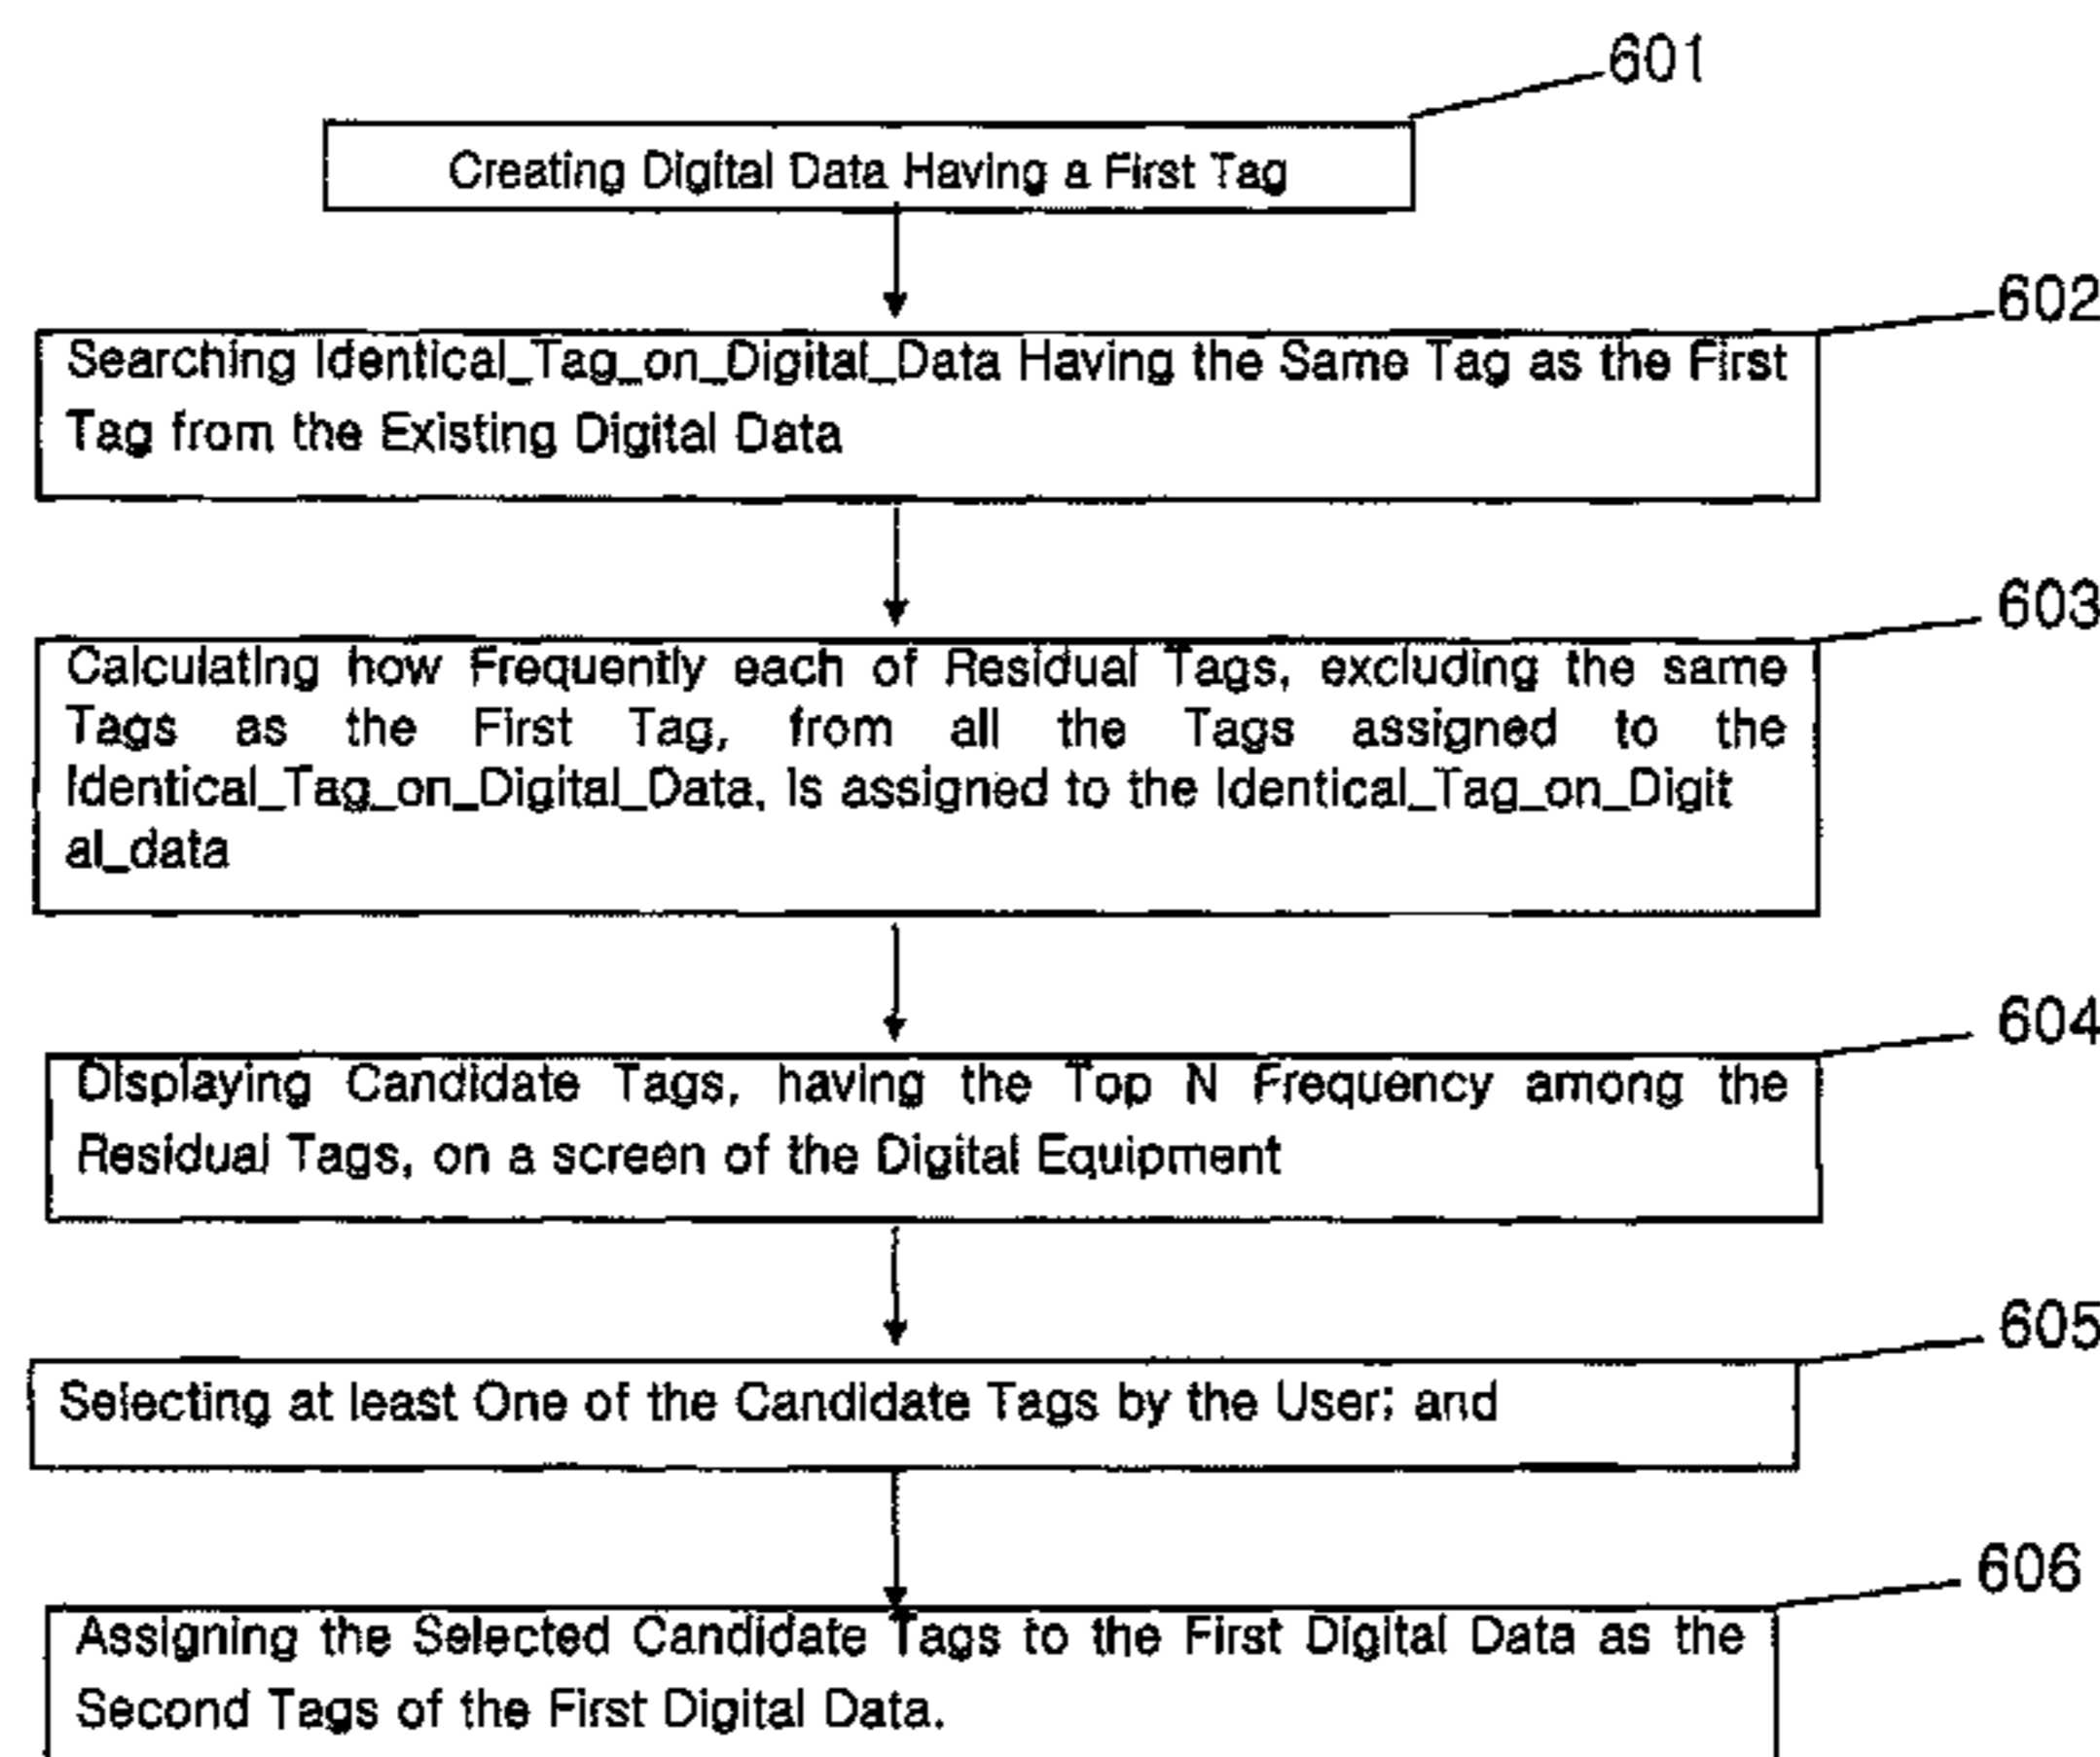 601
Creating Digital Data Having a First Tag
602
Searching Identical_Tag_on_Digital_Data Having the Same Tag as the First
Tag from the Existing Digital Data
603
Calculating how Frequently each of Residual Tags, excluding the same
Tags as the First Tag, from all the Tags assigned to the
Identical_Tag_on_Digital_Data, is assigned to the Identical_Tag_on_Digit
al_data
604
Displaying Candidate Tags, having the Top N Frequency among the
Residual Tags, on a screen of the Digital Equipment
605
Selecting at least One of the Candidate Tags by the User; and
606
Assigning the Selected Candidate Tags to the First Digital Data as the
Second Tags of the First Digital Data.